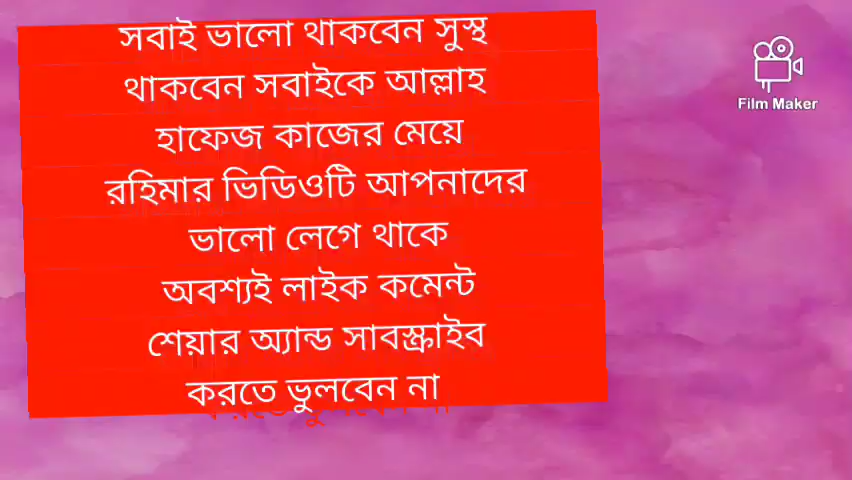 সবাই ভালো থাকবেন সুস্থ
থাকবেন সবাইকে আল্লাহ
হাফেজ কাজের মেয়ে
রহিমার ভিডিওটি আপনাদের
ভালো লেগে থাকে
অবশ্যই লাইক কমেন্ট
শেয়ার অ্যান্ড সাবস্ক্রাইব
করতে ভুলবেন না
Film Maker